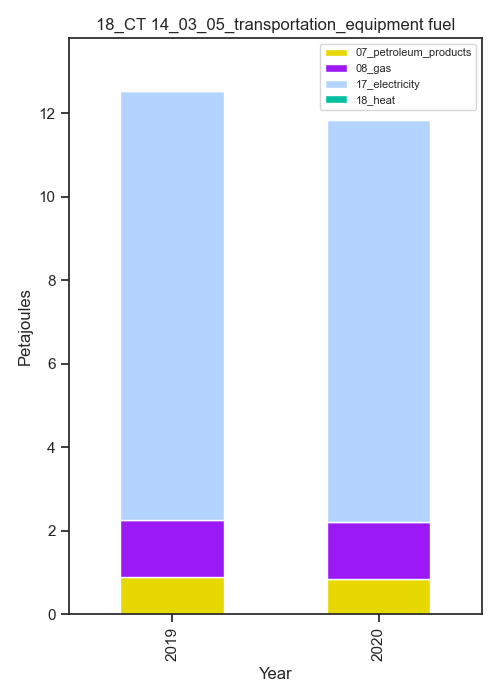 18_CT 14_03_05_transportation_equipment fuel
07_petroleum_products
08_gas
17_electricity
18_heat
12
10
8
6
4
2
0
Petajoules
2019
2020
Year